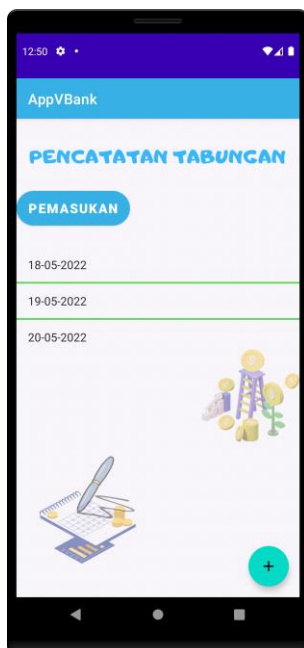 12:50
AppVBank
PENCATATAN TABUNGAN
PEMASUKAN
18-05-2022
19-05-2022
20-05-2022
+